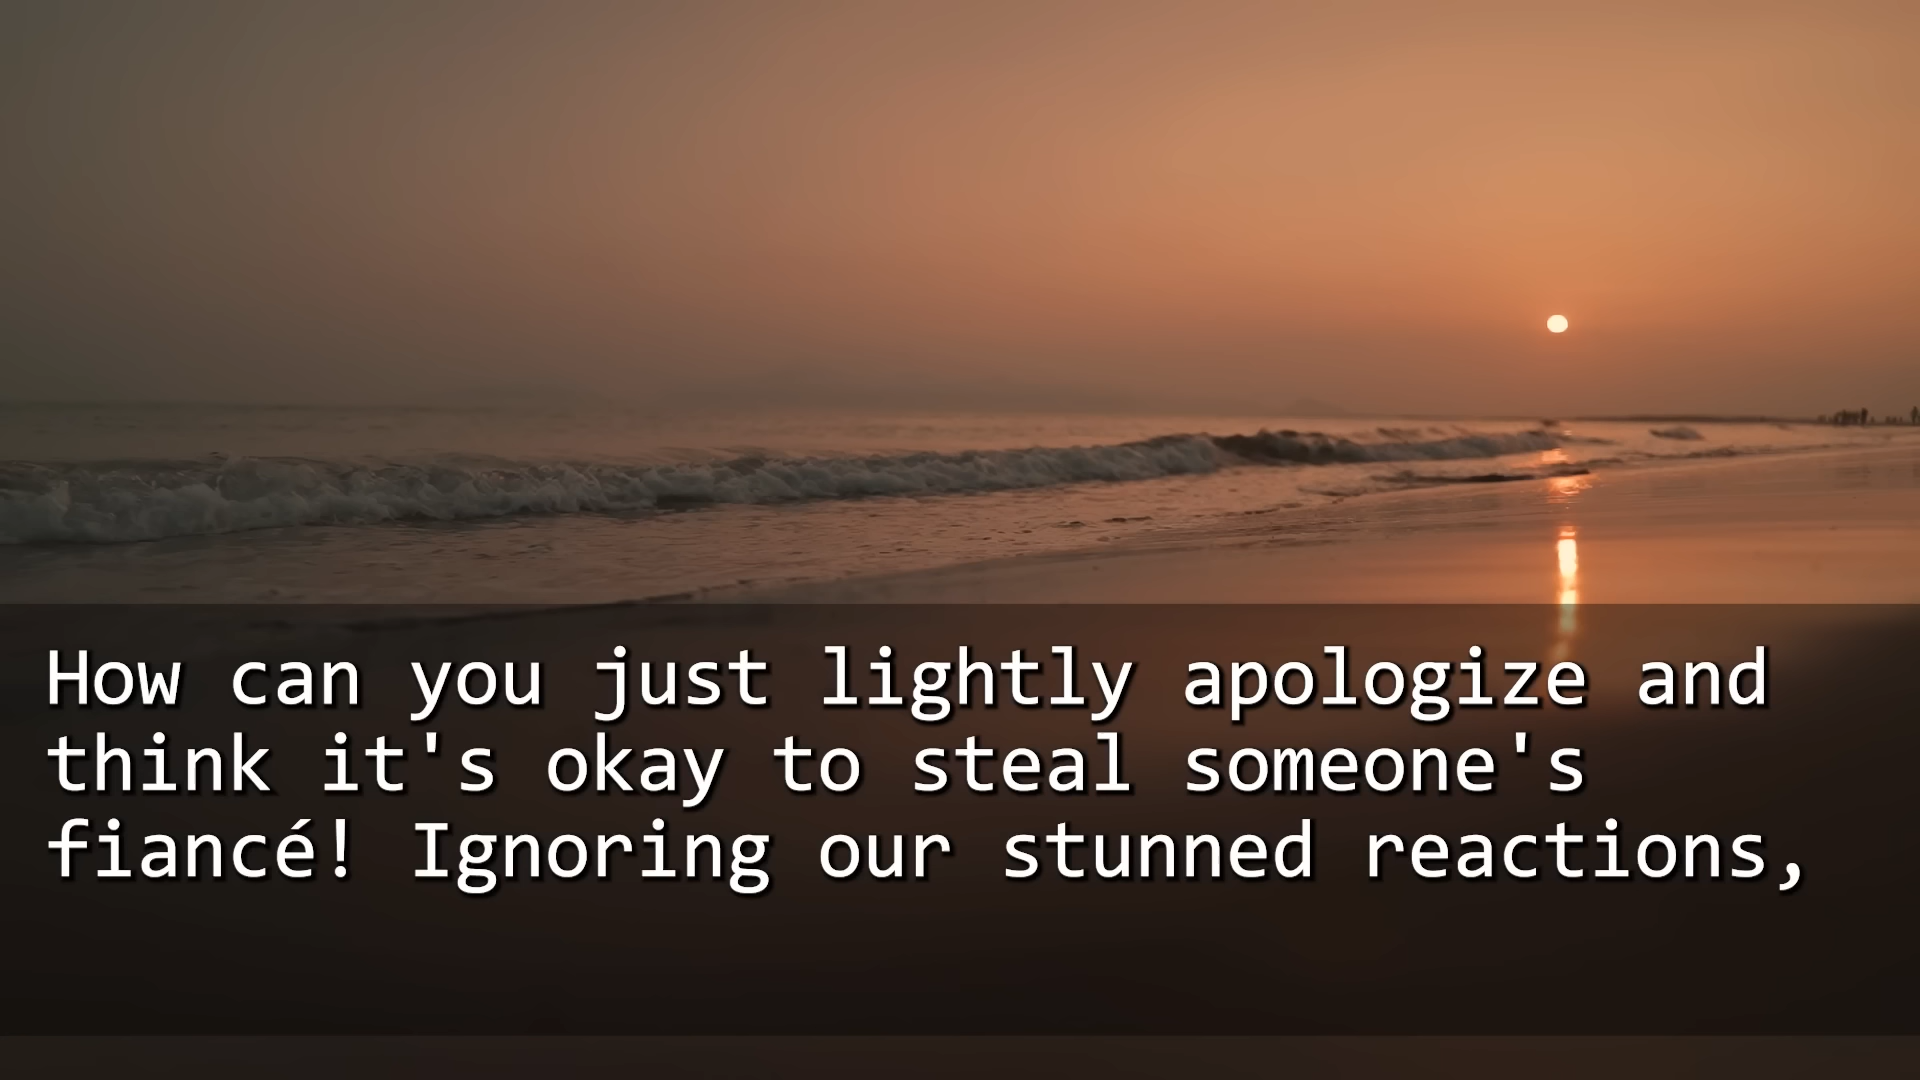 How can you just lightly apologize and
think it's okay to steal someone's
fiancé! Ignoring our stunned reactions,